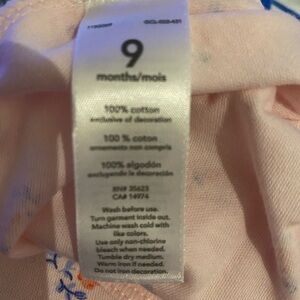 9
months/mois
100% cotton
exclusive of decoration
100 % coton
ornements non compris
100% algodón
excluyendo la decoración
RN# 35623
CA# 14974
Wash before use.
Turn garment inside out.
Machine wash cold with
like colors.
Use only non-chlorine
bleach when needed.
Tumble dry medium.
Warm iron if needed.
Do not iron decoration.